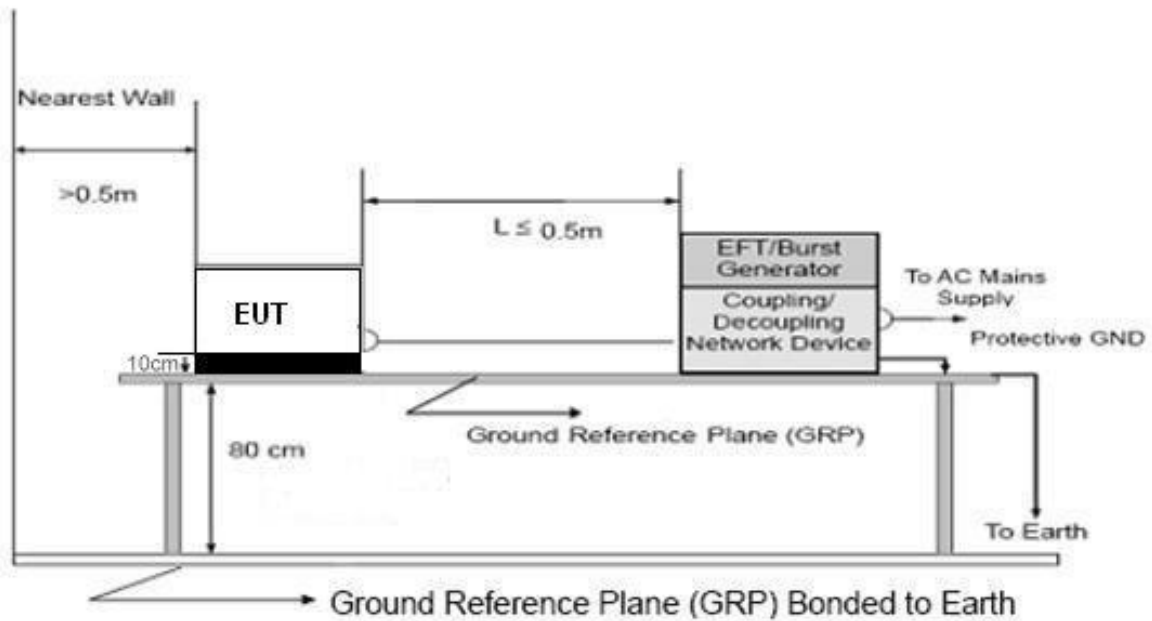 Nearest Wall
>0.5m
L ≤ 0.5m
EUT
10cm
EFT/Burst
Generator
Coupling/
Decoupling
Network Device
To AC Mains
Supply
Protective GND
Ground Reference Plane (GRP)
80 cm
To Earth
Ground Reference Plane (GRP) Bonded to Earth